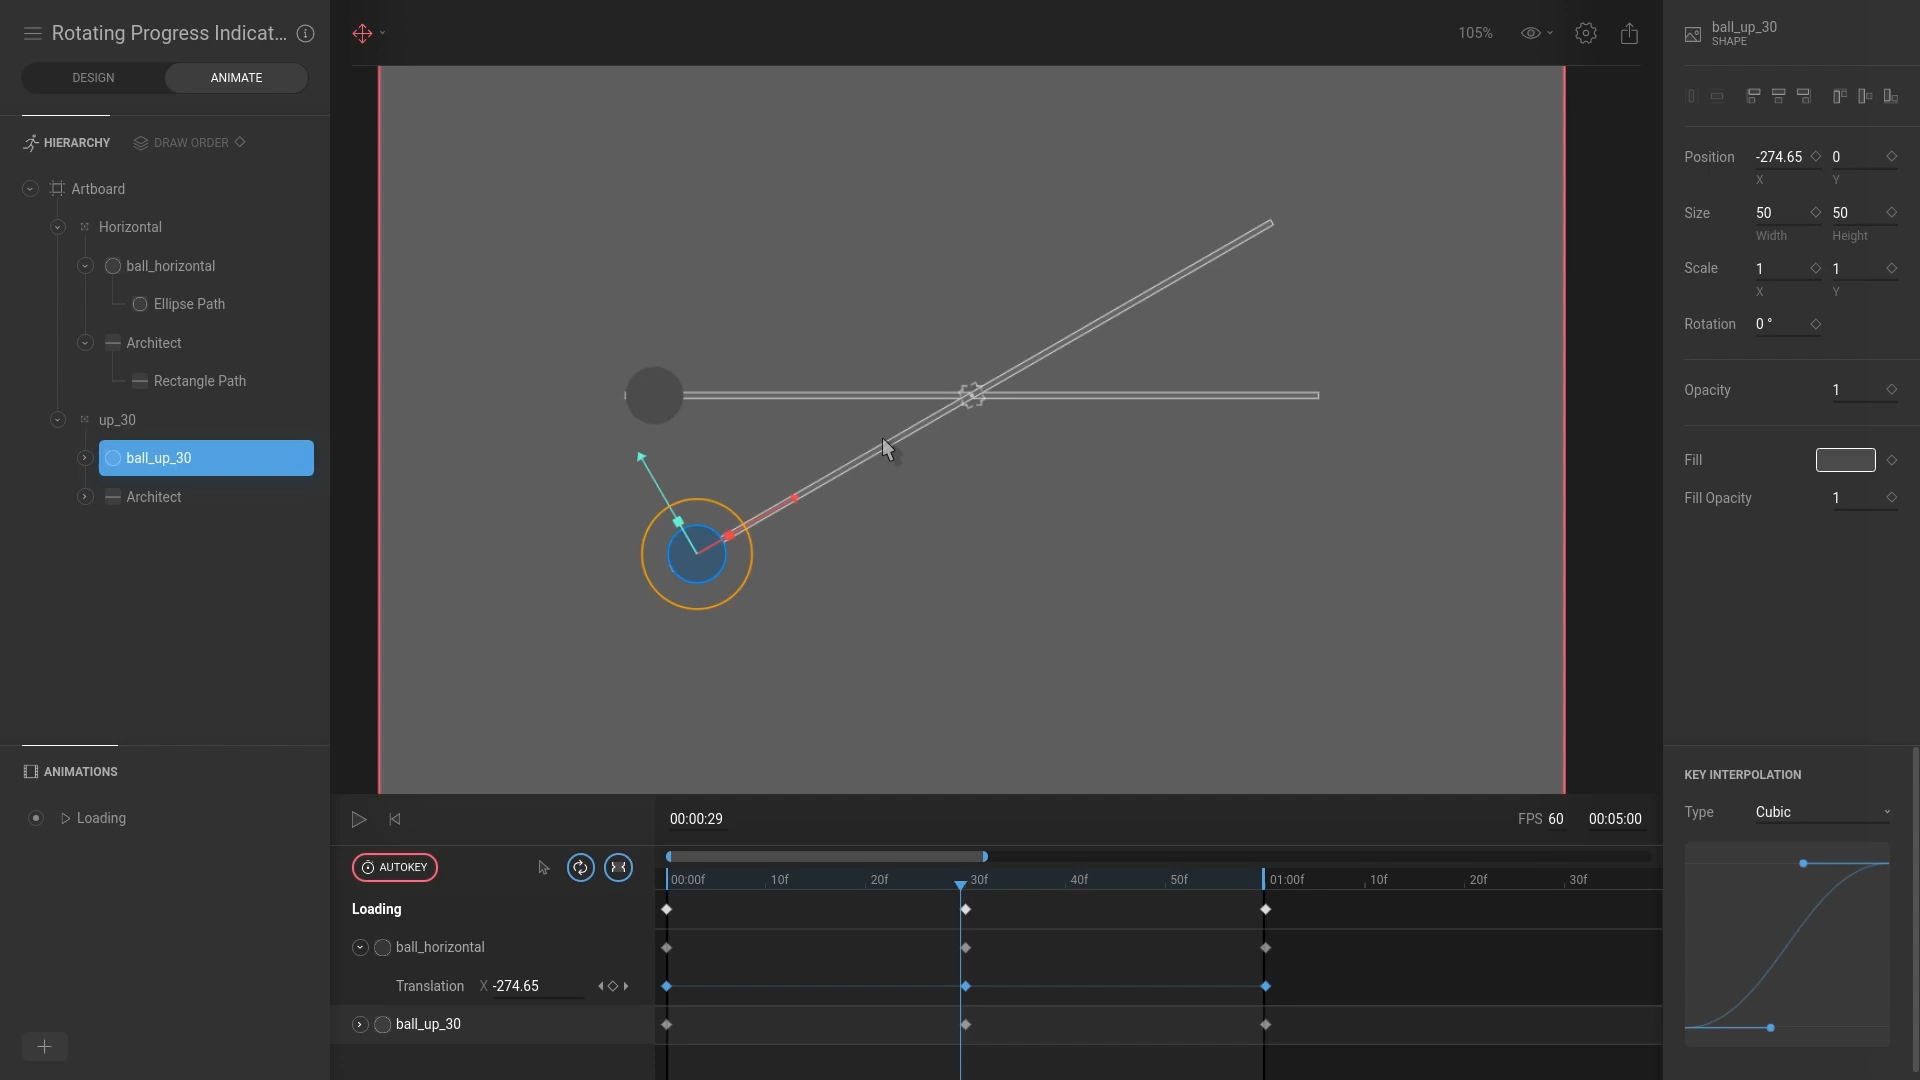 Rotating Progress Indicat...
DESIGN
ANIMATE
HIERARCHY
DRAW ORDER
Artboard
Horizontal
ball_horizontal
Ellipse Path
Architect
Rectangle Path
up_30
ball_up_30
Architect
ANIMATIONS
Loading
105%
ball_up_30
SHAPE
Position -274.65 0
X Y
Size 50 50
Width Height
Scale 1 1
X Y
Rotation 0 °
Opacity 1
Fill
Fill Opacity 1
KEY INTERPOLATION
Type Cubic
00:00:29
FPS 60 00:05:00
AUTOKEY
00:00f 10f 20f 30f 40f 50f 01:00f 10f 20f 30f
Loading
ball_horizontal
Translation X -274.65
ball_up_30